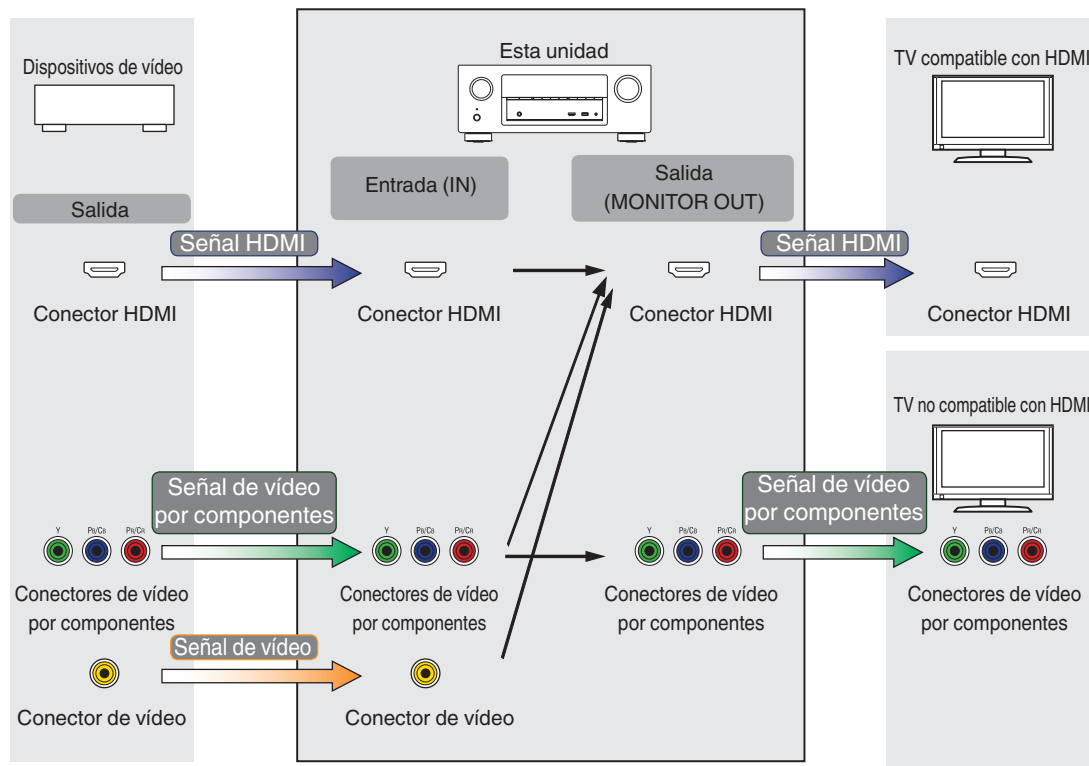 Dispositivos de vídeo
Esta unidad
TV compatible con HDMI
Salida
Entrada (IN)
Salida
(MONITOR OUT)
Señal HDMI
Señal HDMI
Conector HDMI
Conector HDMI
Conector HDMI
Conector HDMI
TV no compatible con HDMI
Señal de vídeo
por componentes
Señal de vídeo
por componentes
Y PB/CB PR/CR
Y PB/CB PR/CR
Y PB/CB PR/CR
Y PB/CB PR/CR
Conectores de vídeo
por componentes
Conectores de vídeo
por componentes
Conectores de vídeo
por componentes
Conectores de vídeo
por componentes
Señal de vídeo
Conector de vídeo
Conector de vídeo